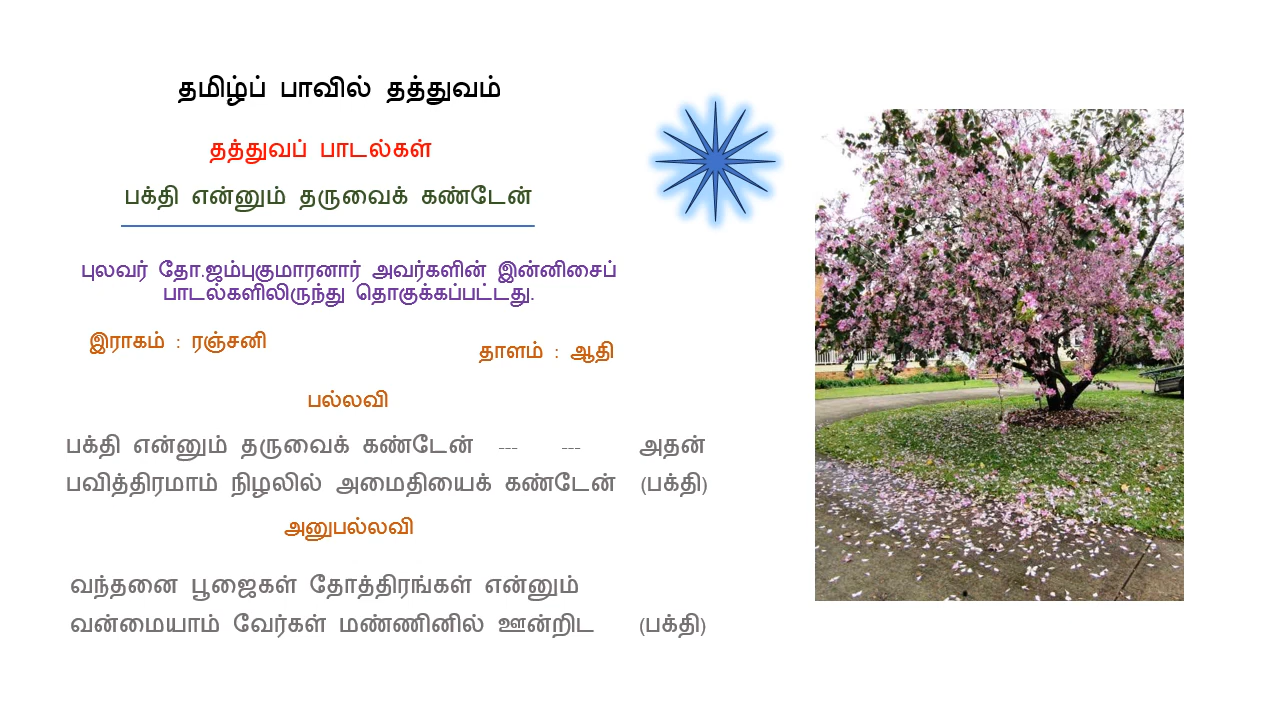 தமிழ்ப் பாவில் தத்துவம்
தத்துவப் பாடல்கள்
பக்தி என்னும் தருவைக் கண்டேன்
புலவர் தோ.ஜம்புகுமாரனார் அவர்களின் இன்னிசைப்
பாடல்களிலிருந்து தொகுக்கப்பட்டது.
இராகம் : ரஞ்சனி
தாளம் : ஆதி
பல்லவி
பக்தி என்னும் தருவைக் கண்டேன் --- --- அதன்
பவித்திரமாம் நிழலில் அமைதியைக் கண்டேன் (பக்தி)
அனுபல்லவி
வந்தனை பூஜைகள் தோத்திரங்கள் என்னும்
வன்மையாம் வேர்கள் மண்ணினில் ஊன்றிட (பக்தி)